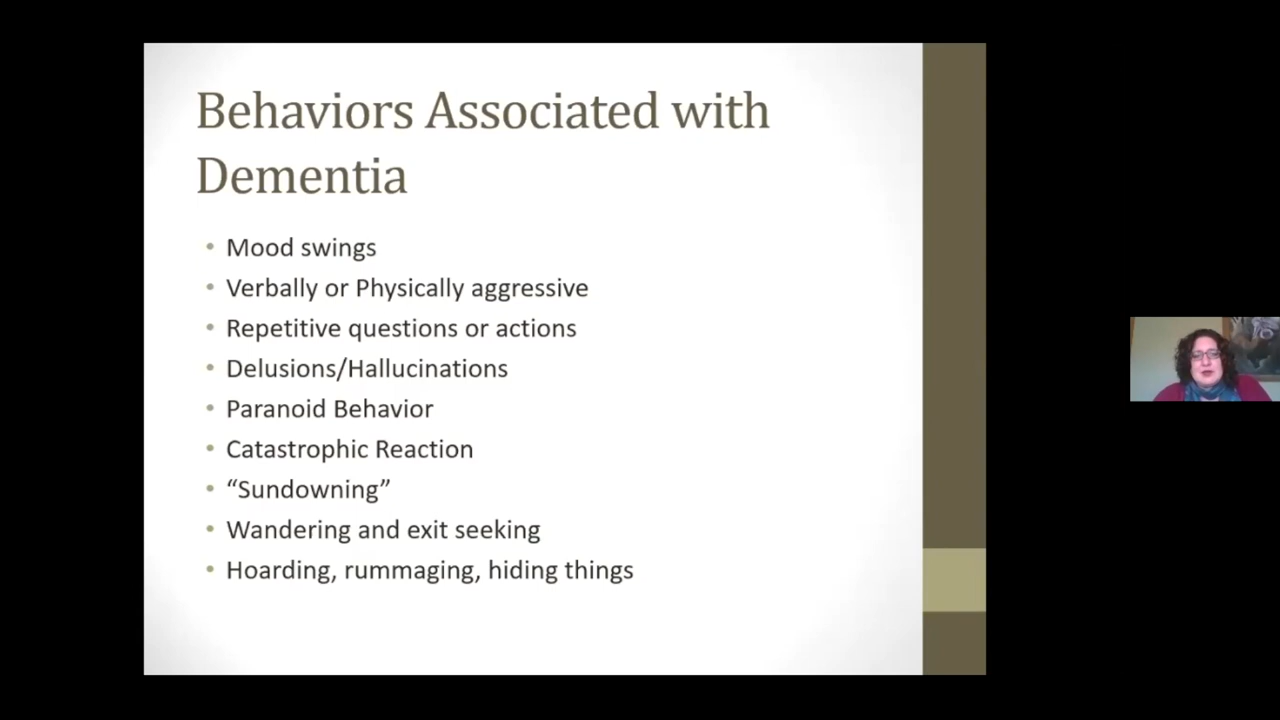 Behaviors Associated with
Dementia
• Mood swings
• Verbally or Physically aggressive
• Repetitive questions or actions
• Delusions/Hallucinations
• Paranoid Behavior
• Catastrophic Reaction
• “Sundowning”
• Wandering and exit seeking
• Hoarding, rummaging, hiding things